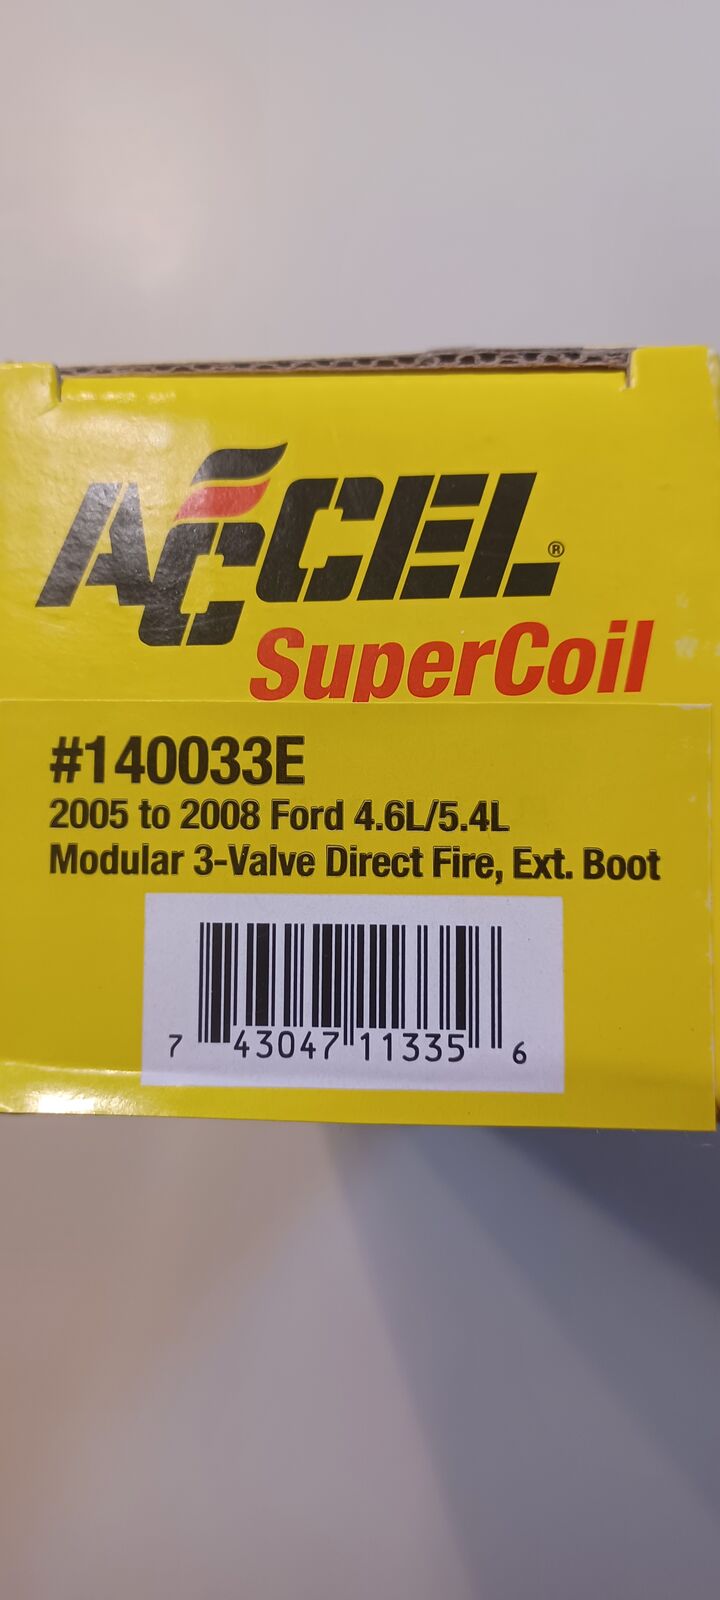 ACCEL®
SuperCoil
#140033E
2005 to 2008 Ford 4.6L/5.4L
Modular 3-Valve Direct Fire, Ext. Boot
7 43047 11335 6